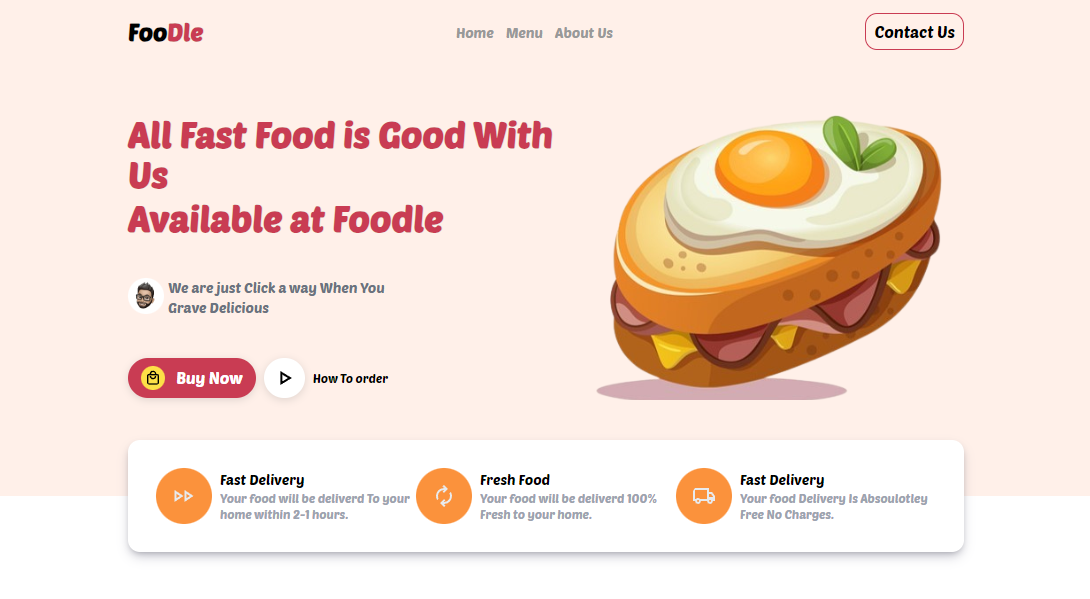 FooDle
Home Menu About Us
Contact Us
All Fast Food is Good With
Us
Available at Foodle
We are just Click a way When You
Grave Delicious
Buy Now
How To order
Fast Delivery
Your food will be deliverd To your
home within 2-1 hours.
Fresh Food
Your food will be deliverd 100%
Fresh to your home.
Fast Delivery
Your food Delivery Is Absoulotley
Free No Charges.